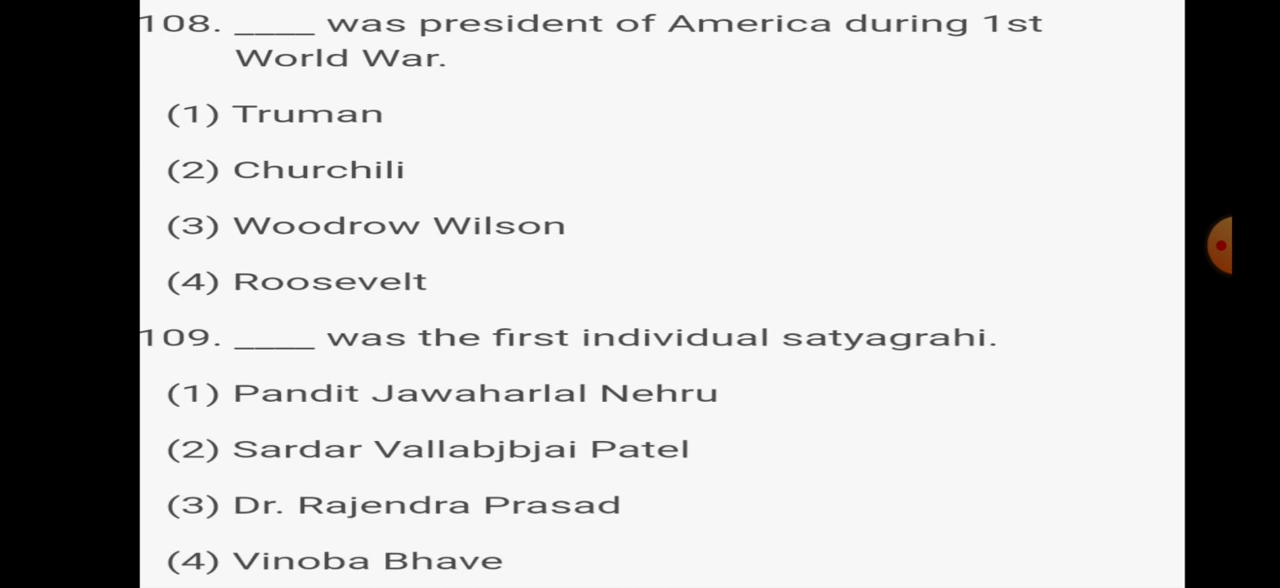 108. ____ was president of America during 1st
World War.
(1) Truman
(2) Churchili
(3) Woodrow Wilson
(4) Roosevelt
109. ____ was the first individual satyagrahi.
(1) Pandit Jawaharlal Nehru
(2) Sardar Vallabjbjai Patel
(3) Dr. Rajendra Prasad
(4) Vinoba Bhave